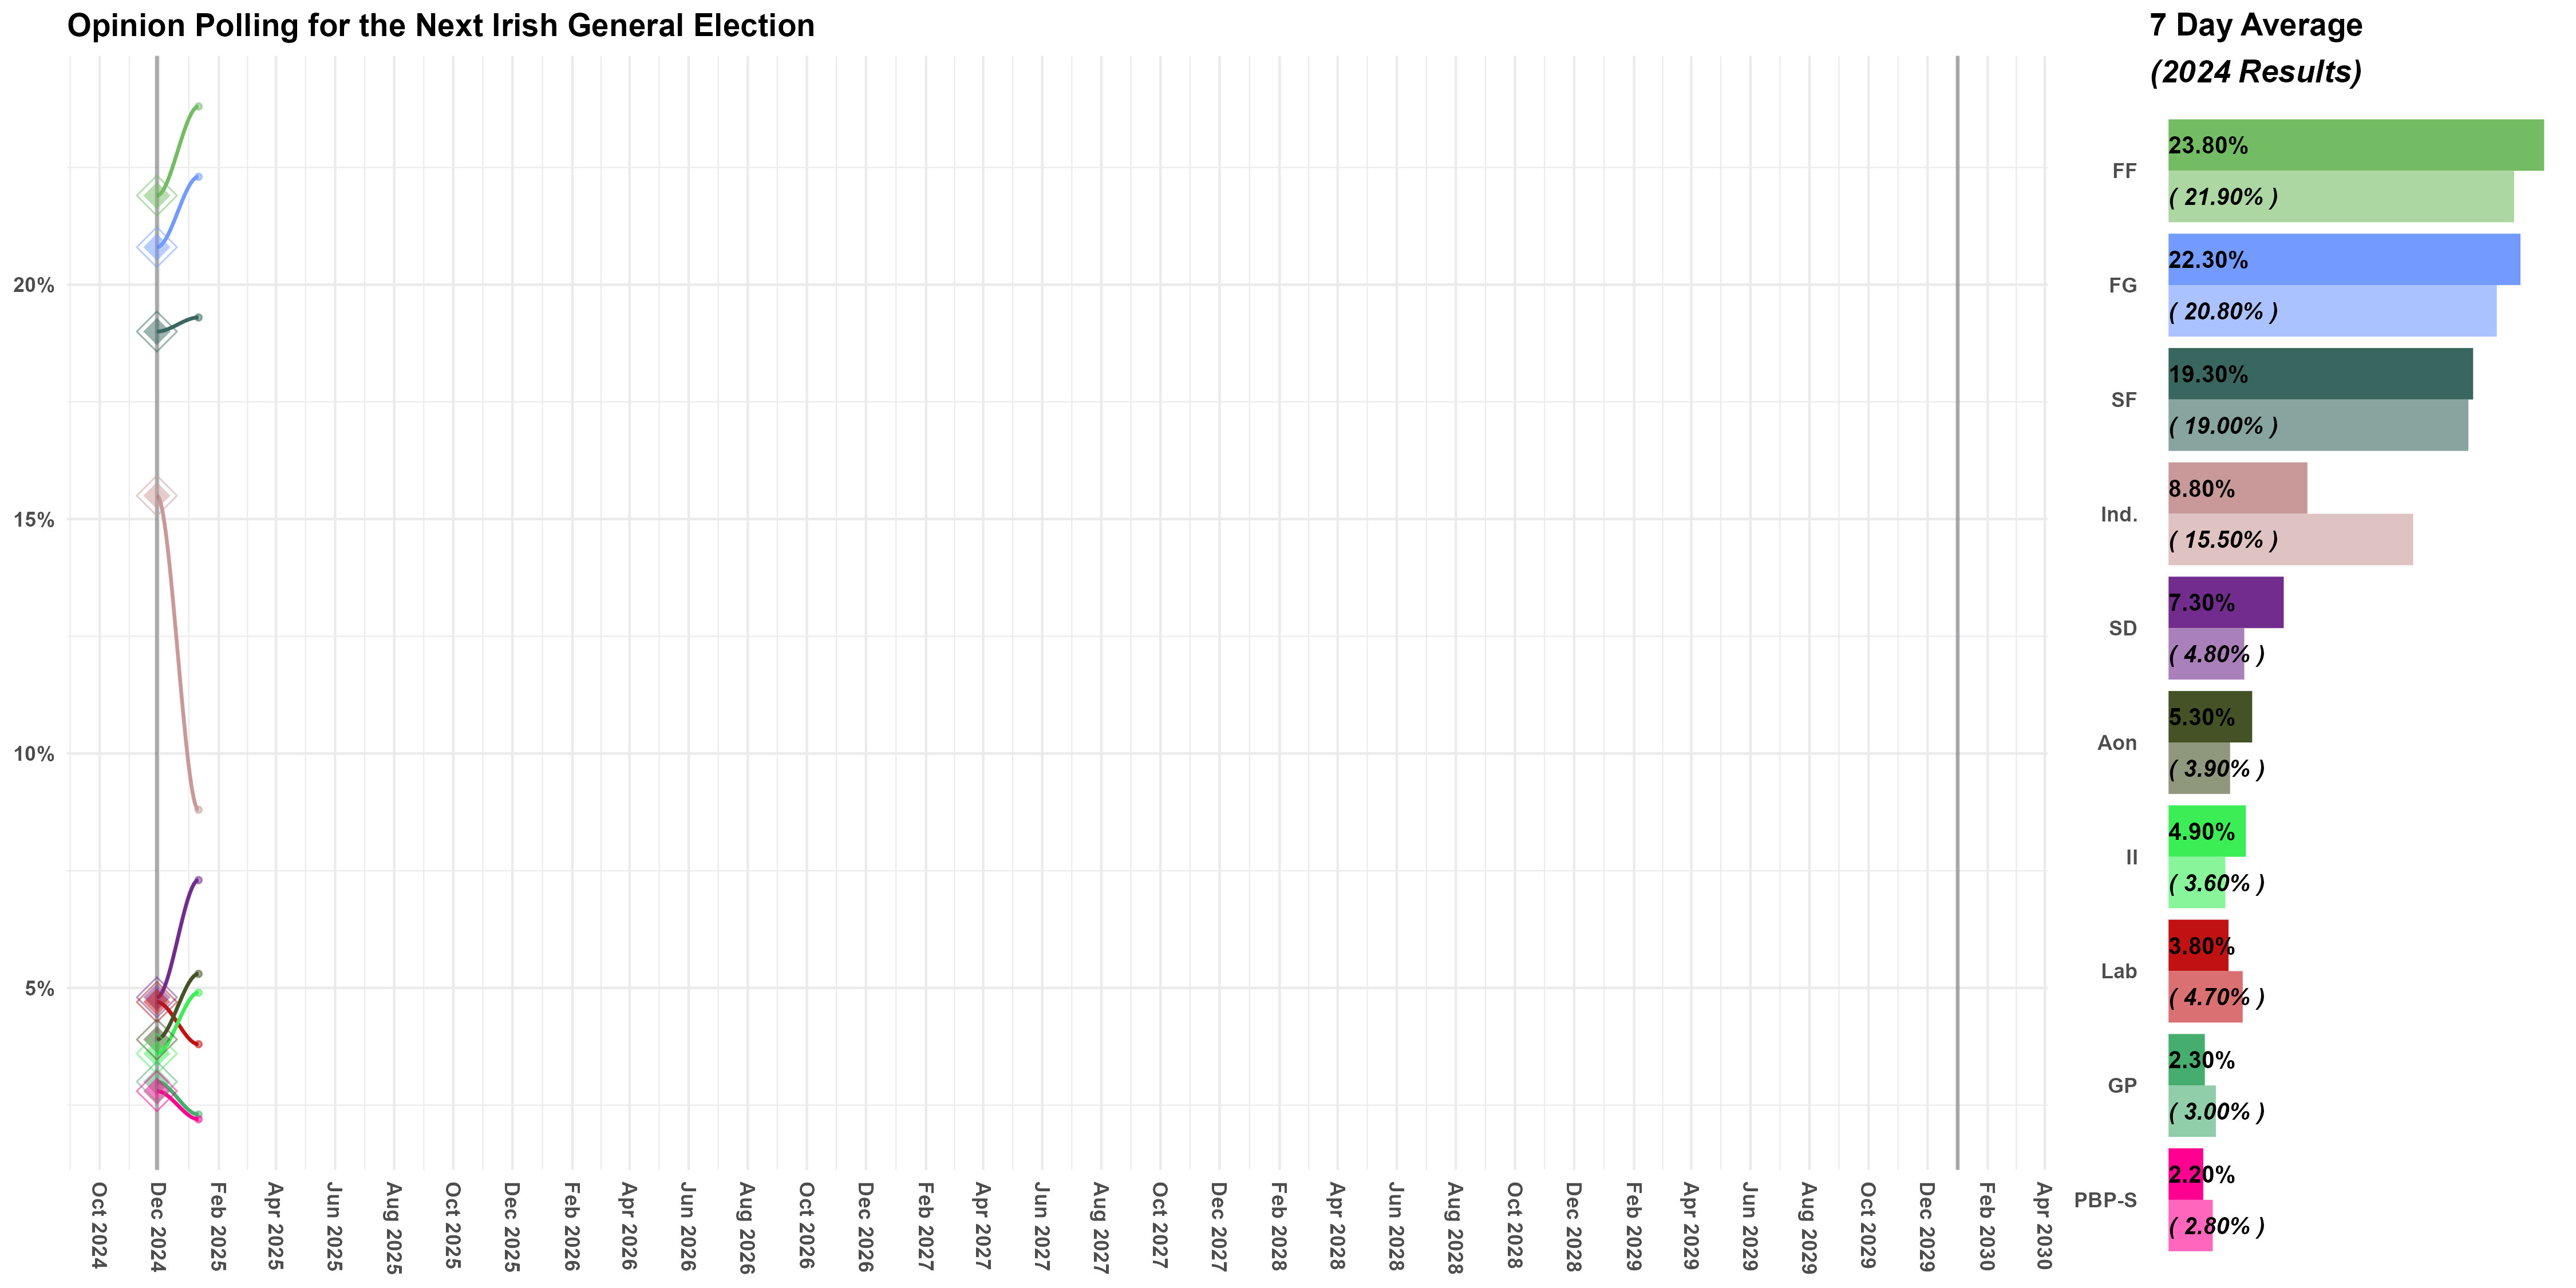 Opinion Polling for the Next Irish General Election
20%
15%
10%
5%
Oct 2024
Dec 2024
Feb 2025
Apr 2025
Jun 2025
Aug 2025
Oct 2025
Dec 2025
Feb 2026
Apr 2026
Jun 2026
Aug 2026
Oct 2026
Dec 2026
Feb 2027
Apr 2027
Jun 2027
Aug 2027
Oct 2027
Dec 2027
Feb 2028
Apr 2028
Jun 2028
Aug 2028
Oct 2028
Dec 2028
Feb 2029
Apr 2029
Jun 2029
Aug 2029
Oct 2029
Dec 2029
Feb 2030
Apr 2030
7 Day Average
(2024 Results)
FF
23.80%
( 21.90% )
FG
22.30%
( 20.80% )
SF
19.30%
( 19.00% )
Ind.
8.80%
( 15.50% )
SD
7.30%
( 4.80% )
Aon
5.30%
( 3.90% )
II
4.90%
( 3.60% )
Lab
3.80%
( 4.70% )
GP
2.30%
( 3.00% )
PBP-S
2.20%
( 2.80% )